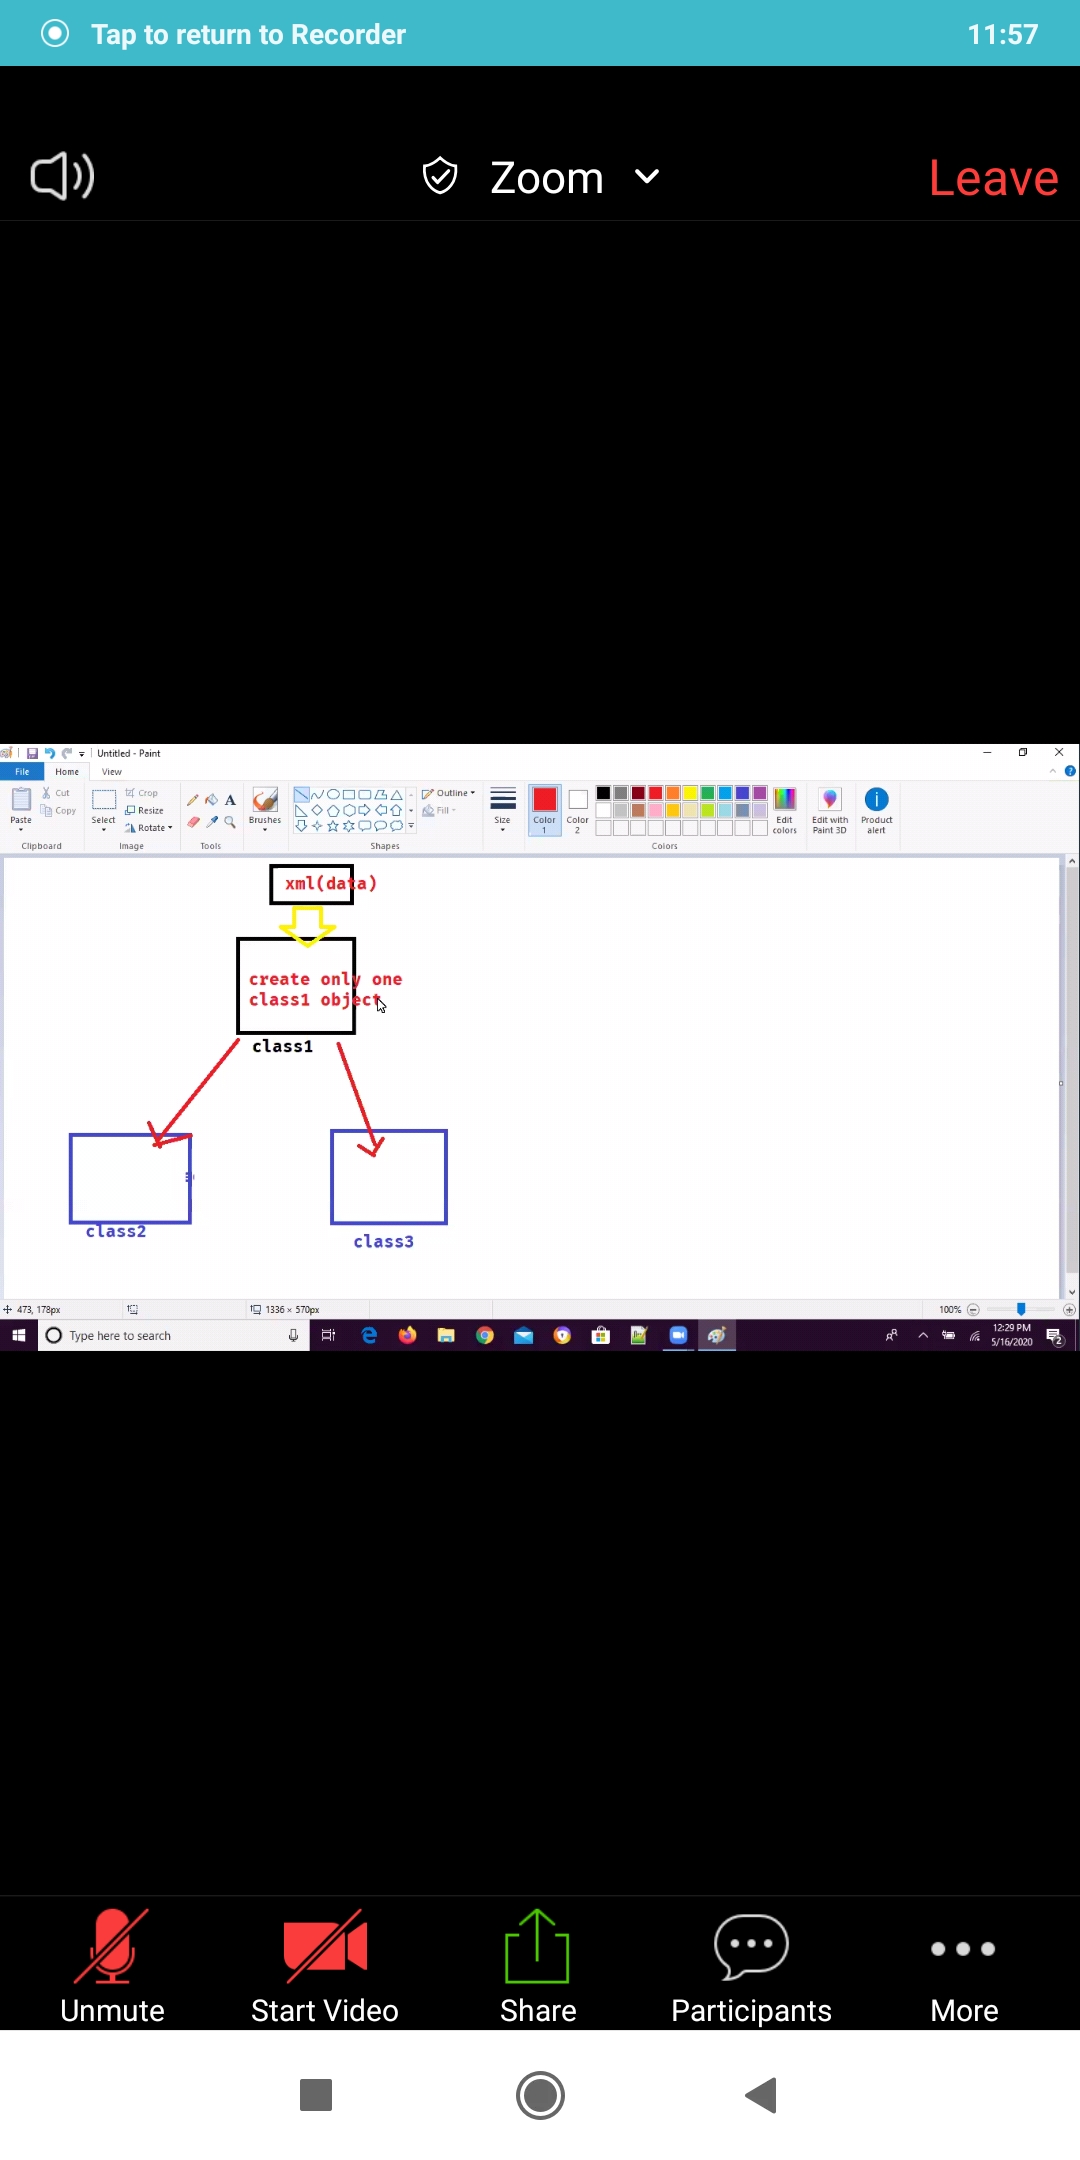 Tap to return to Recorder
11:57
Zoom
Leave
Untitled - Paint
File
Home
View
Paste
Cut
Copy
Clipboard
Select
Crop
Resize
Rotate
Image
A
Tools
Brushes
Shapes
Outline
Fill
Size
Color
1
Color
2
Colors
Edit
colors
Edit with
Paint 3D
Product
alert
xml(data)
create only one
class1 object
class1
class2
class3
473, 178px
1336 × 570px
100%
Type here to search
12:29 PM
5/16/2020
2
Unmute
Start Video
Share
Participants
More